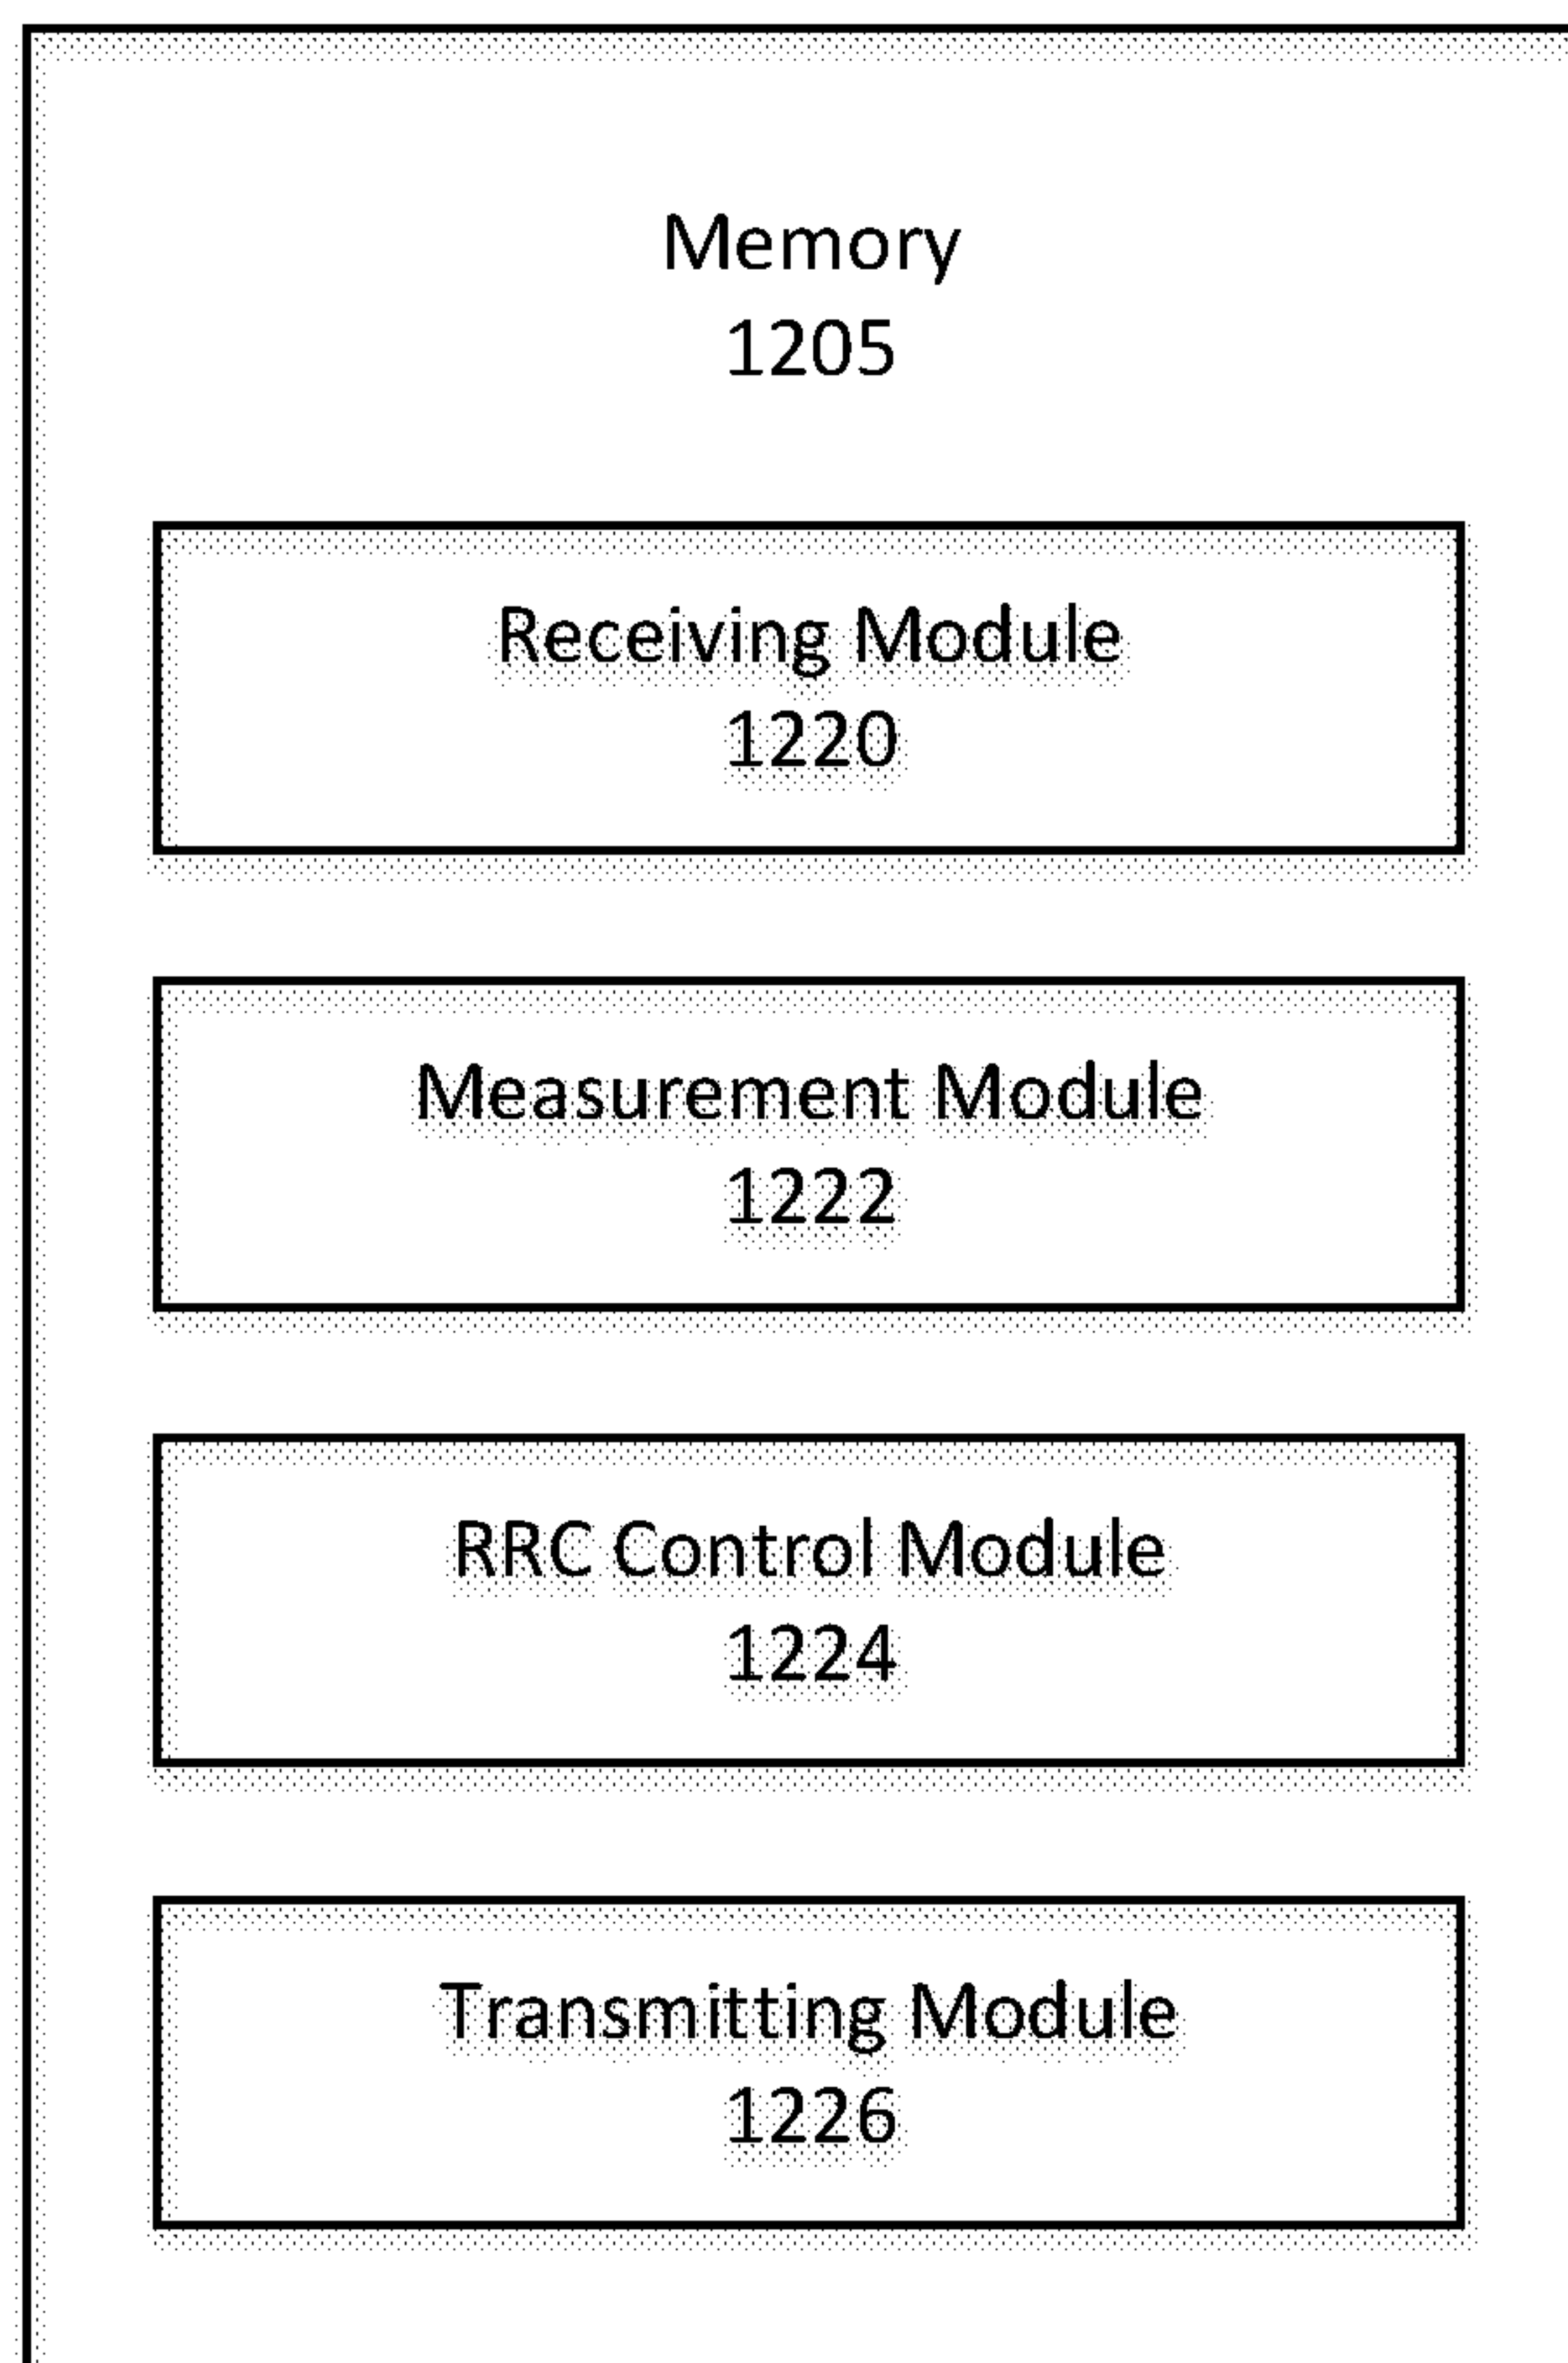 Memory
1205
Receiving Module
1220
Measurement Module
1222
RRC Control Module
1224
Transmitting Module
1226